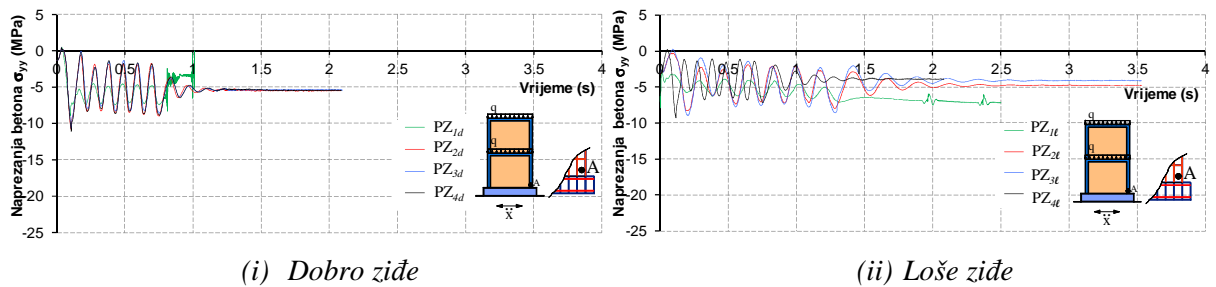 Naprezanja betona σyy (MPa)
5
0
-5
-10
-15
-20
-25
0 0.5 1 1.5 2 2.5 3 3.5 4
Vrijeme (s)
PZ1d
PZ2d
PZ3d
PZ4d
q
q
A
ẍ
A
(i) Dobro ziđe
Naprezanja betona σyy (MPa)
5
0
-5
-10
-15
-20
-25
0 0.5 1 1.5 2 2.5 3 3.5 4
Vrijeme (s)
PZ1ℓ
PZ2ℓ
PZ3ℓ
PZ4ℓ
q
q
A
ẍ
A
(ii) Loše ziđe